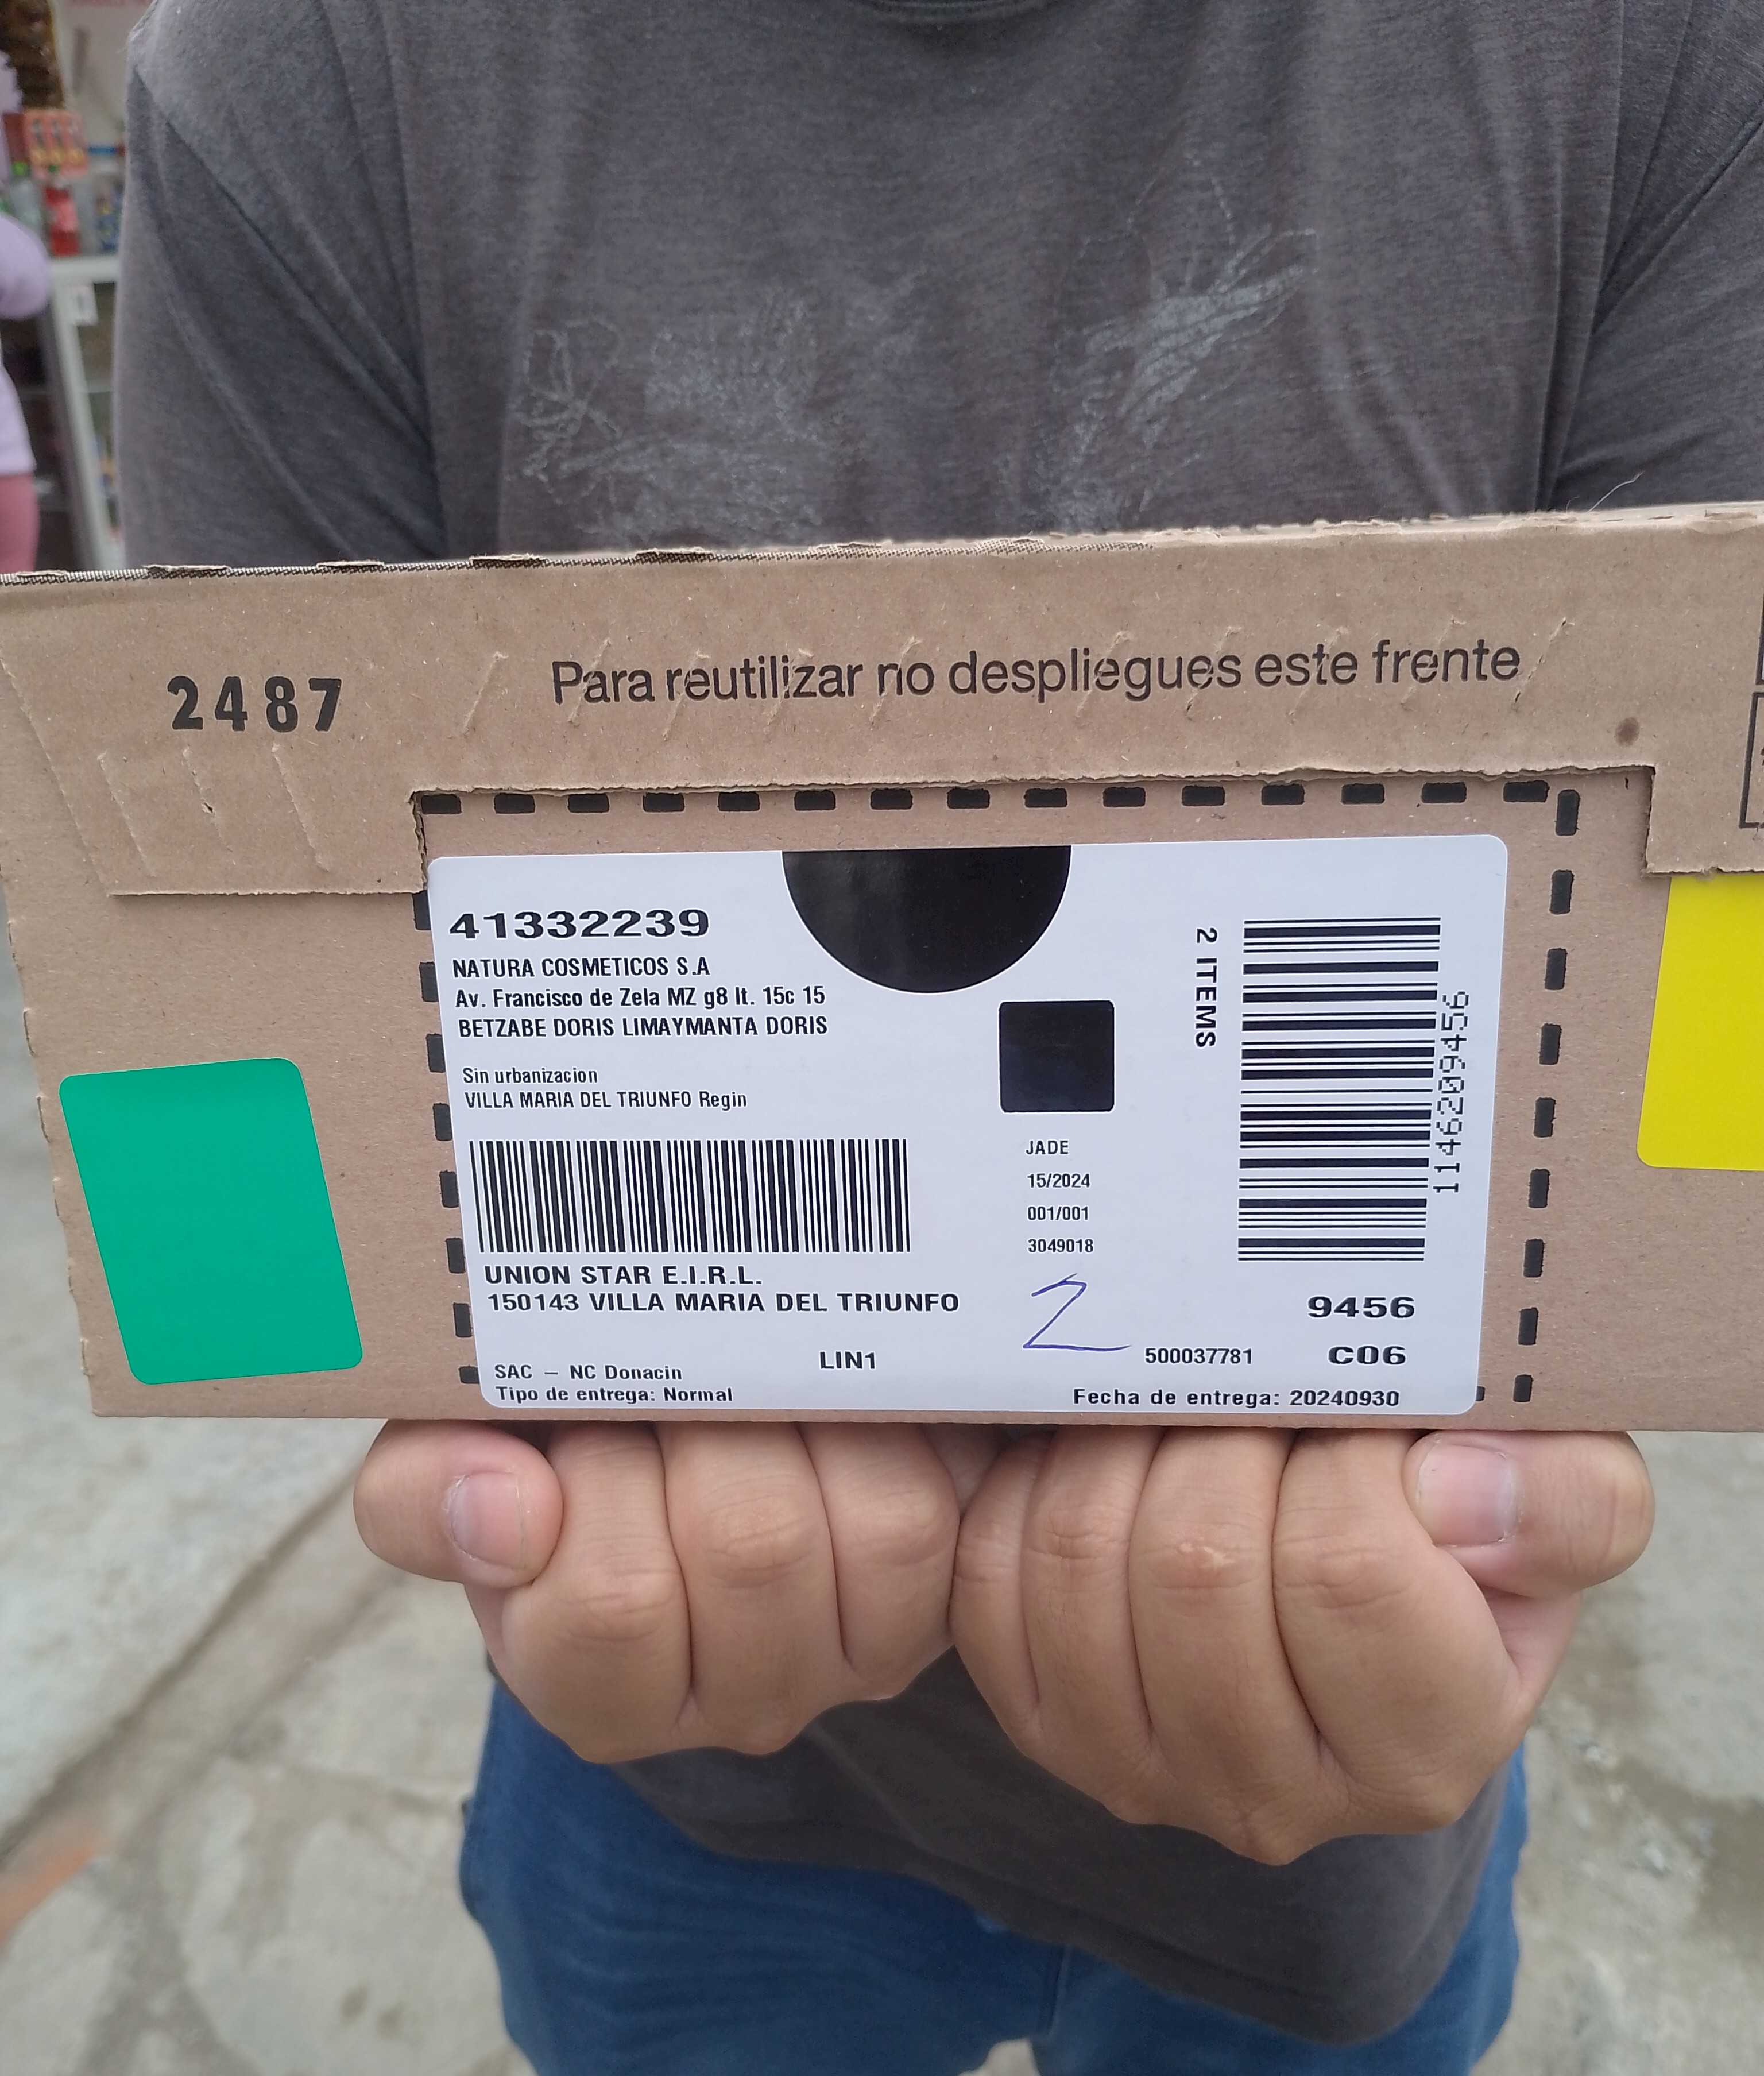 2487
Para reutilizar no despliegues este frente
41332239
NATURA COSMETICOS S.A
Av. Francisco de Zela MZ g8 lt. 15c 15
BETZABE DORIS LIMAYMANTA DORIS
Sin urbanizacion
VILLA MARIA DEL TRIUNFO Regin
2 ITEMS
1146209456
JADE
15/2024
001/001
3049018
UNION STAR E.I.R.L.
150143 VILLA MARIA DEL TRIUNFO
2
9456
LIN1
500037781
C06
SAC – NC Donacin
Tipo de entrega: Normal
Fecha de entrega: 20240930